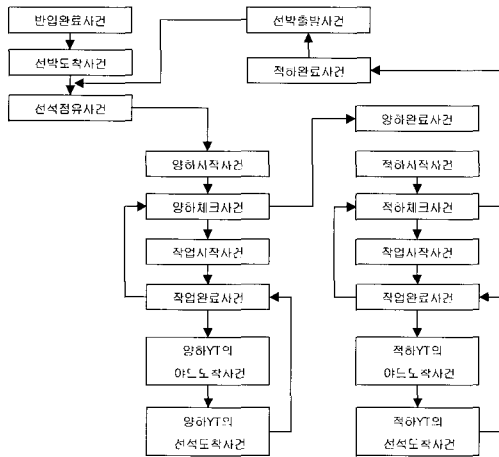 반입완료사건
선박출발사건
선박도착사건
적하완료사건
선석점유사건
양하완료사건
양하시작사건
적하시작사건
양하체크사건
적하체크사건
작업시작사건
작업시작사건
작업완료사건
작업완료사건
양하YT의
야드도착사건
적하YT의
야드도착사건
양하YT의
선석도착사건
적하YT의
선석도착사건